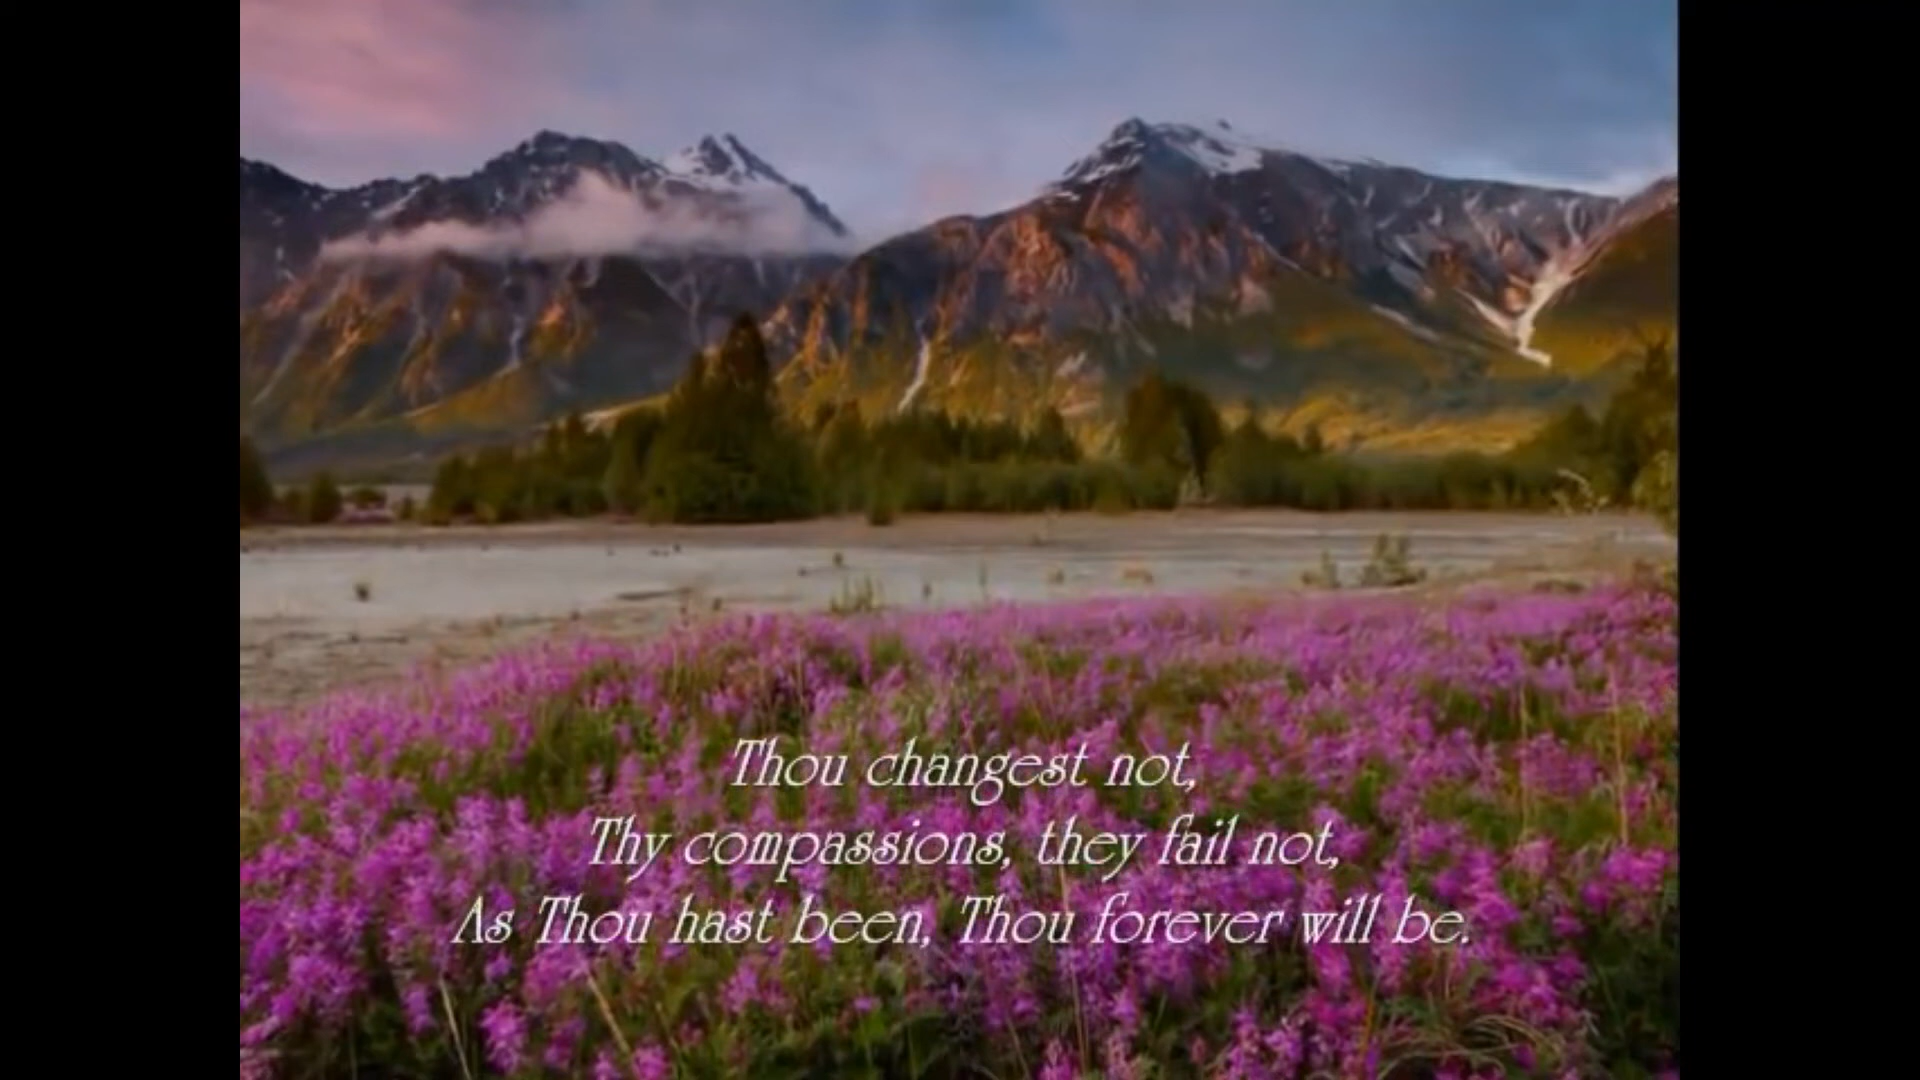 Thou changest not,
Thy compassions, they fail not,
As Thou hast been, Thou forever will be.